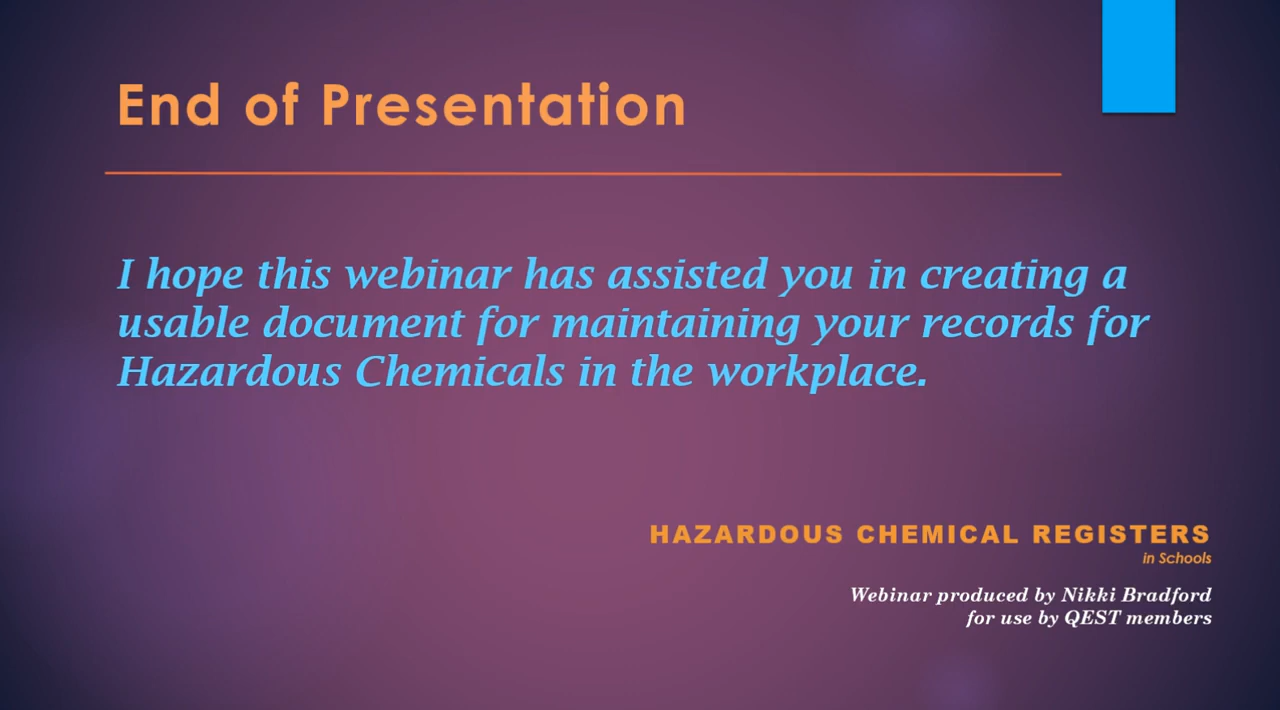 End of Presentation
I hope this webinar has assisted you in creating a
usable document for maintaining your records for
Hazardous Chemicals in the workplace.
HAZARDOUS CHEMICAL REGISTERS
in Schools
Webinar produced by Nikki Bradford
for use by QEST members